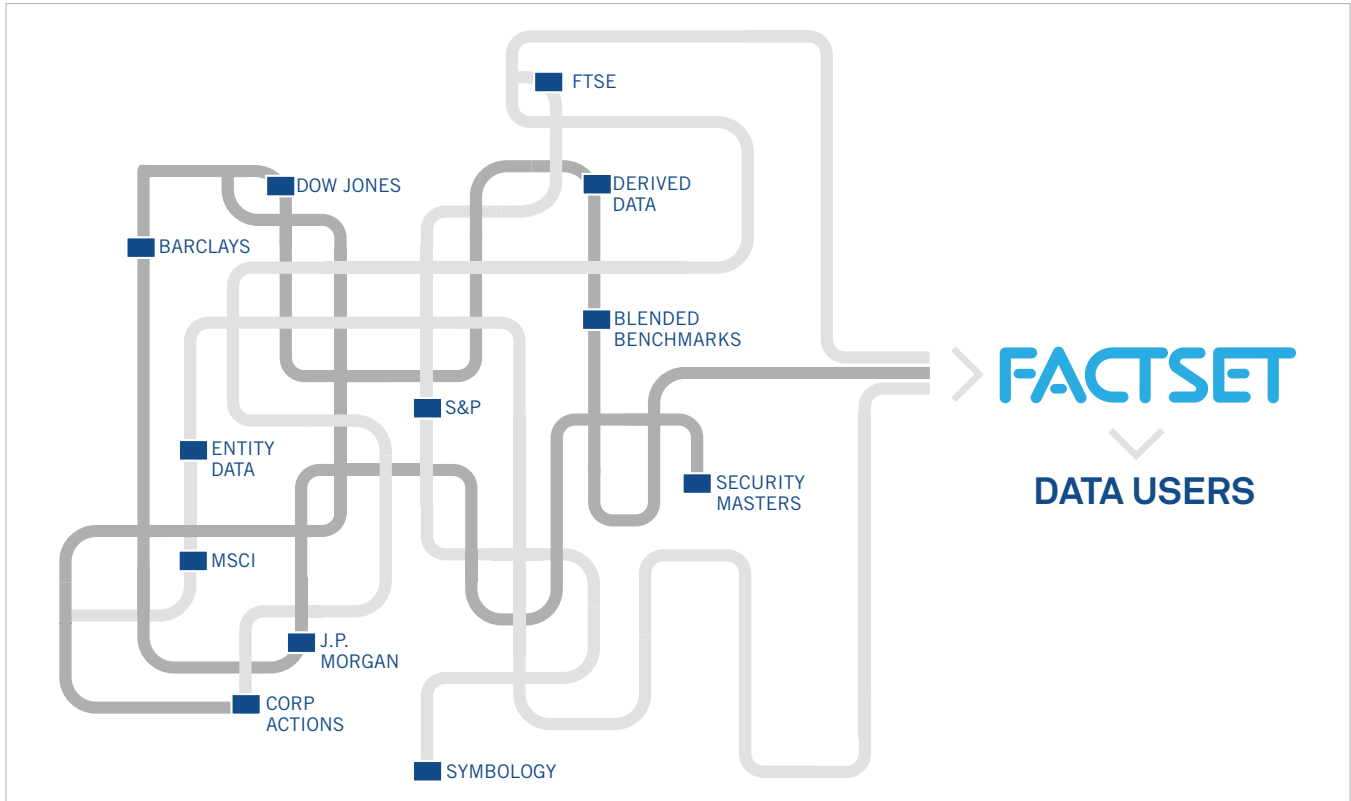 FTSE
DOW JONES
DERIVED
DATA
BARCLAYS
BLENDED
BENCHMARKS
FACTSET
S&P
ENTITY
DATA
SECURITY
MASTERS
DATA USERS
MSCI
J.P.
MORGAN
CORP
ACTIONS
SYMBOLOGY